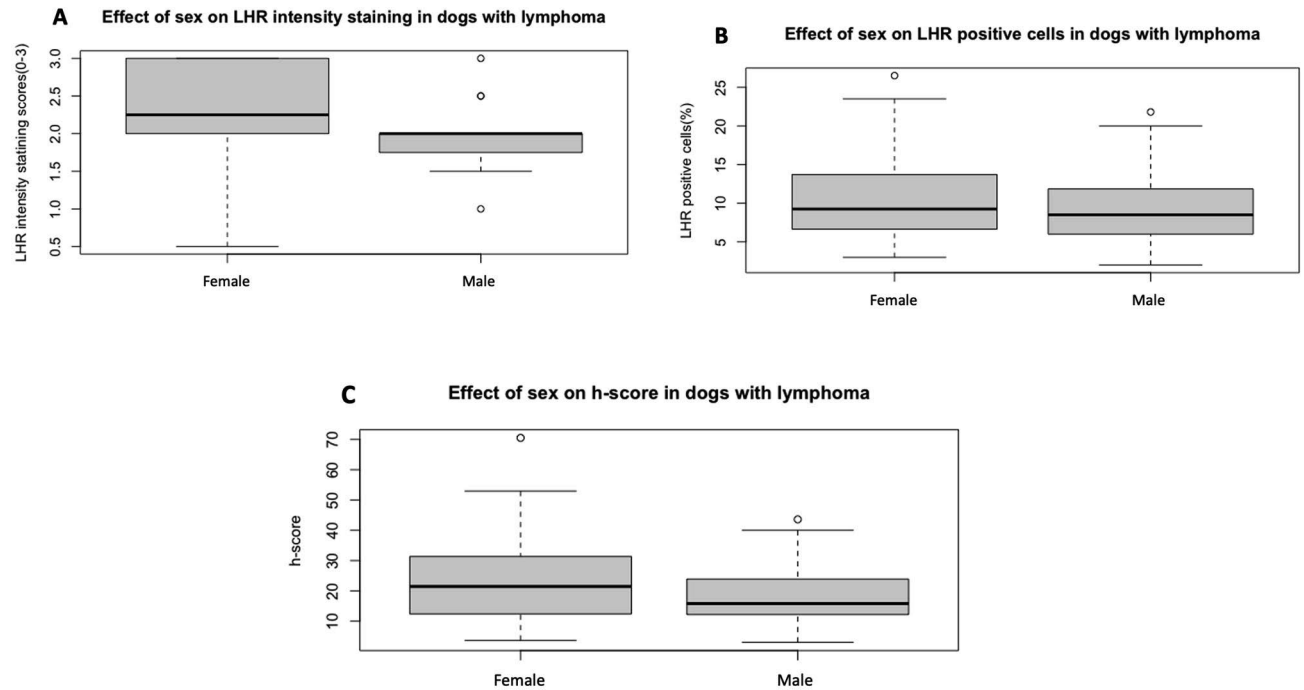 A Effect of sex on LHR intensity staining in dogs with lymphoma
LHR intensity statining scores(0-3)
3.0
2.5
2.0
1.5
1.0
0.5
Female Male
B Effect of sex on LHR positive cells in dogs with lymphoma
LHR positive cells(%)
25
20
15
10
5
Female Male
C Effect of sex on h-score in dogs with lymphoma
h-score
70
60
50
40
30
20
10
Female Male